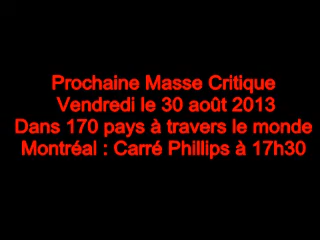 Prochaine Masse Critique
Vendredi le 30 août 2013
Dans 170 pays à travers le monde
Montréal : Carré Phillips à 17h30